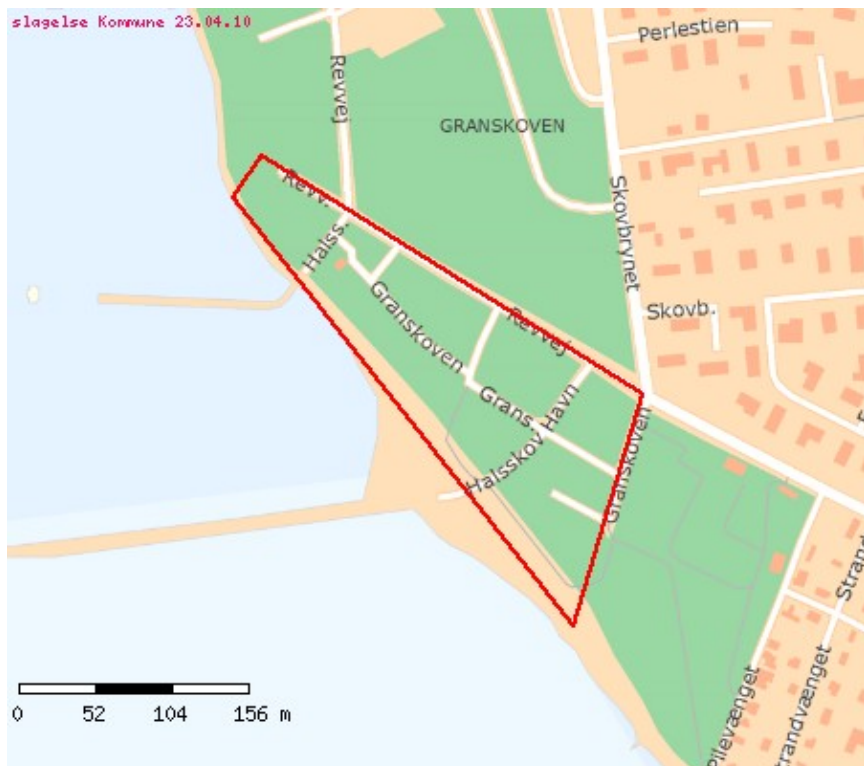 slagelse Kommune 23.04.10
Perlestien
Revvej
GRANSKOVEN
Revv.
Skovbrynet
Halss.
Skovb.
Granskoven
Revvej
Grans.
Halsskov Havn
Granskoven
Strand
Pilevænget
trandvænget
0 52 104 156 m